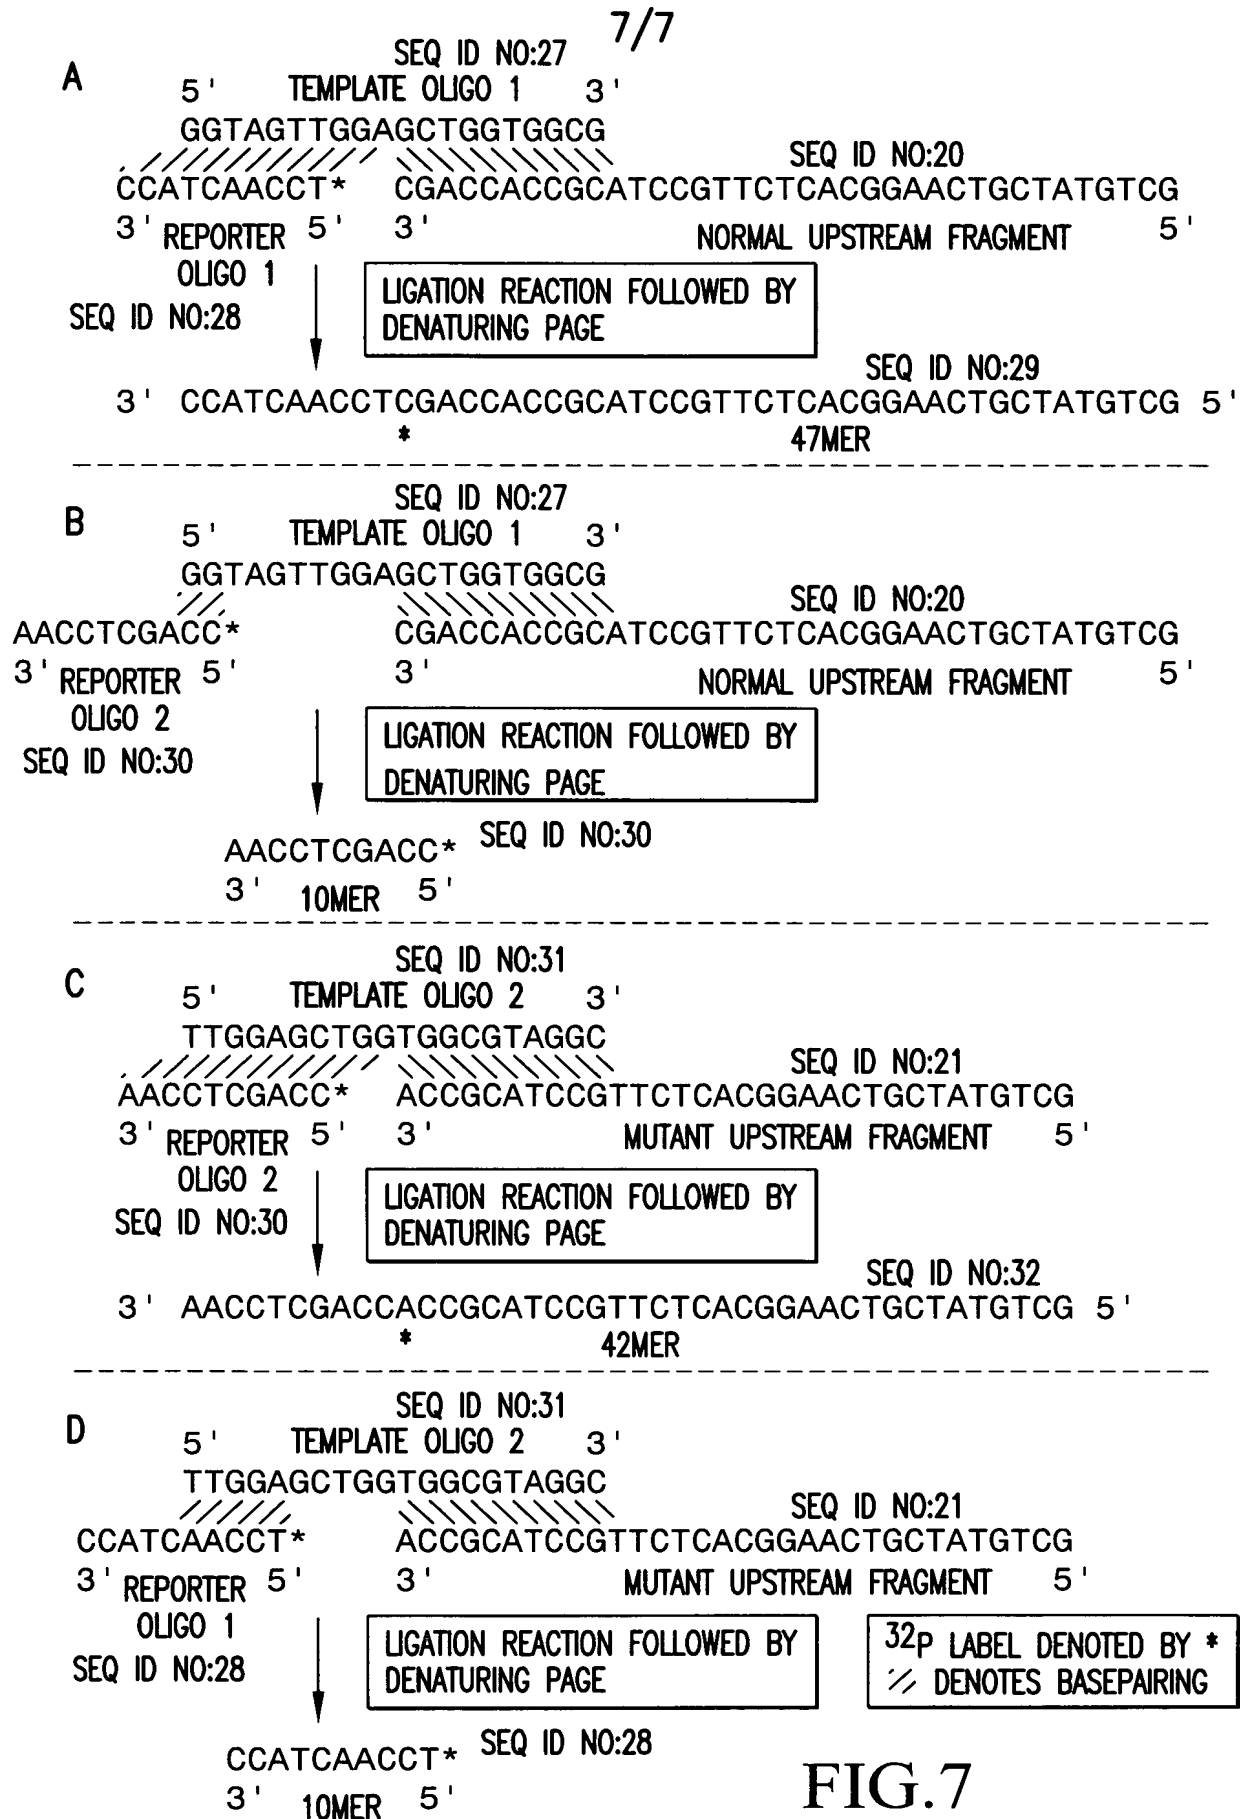 7/7
A
SEQ ID NO:27
5' TEMPLATE OLIGO 1 3'
GGTAGTTGGAGCTGGTGGCG
SEQ ID NO:20
CCATCAACCT* CGACCACCGCATCCGTTCTCACGGAACTGCTATGTCG
3' REPORTER 5' 3' NORMAL UPSTREAM FRAGMENT 5'
OLIGO 1
SEQ ID NO:28
LIGATION REACTION FOLLOWED BY
DENATURING PAGE
SEQ ID NO:29
3' CCATCAACCTCGACCACCGCATCCGTTCTCACGGAACTGCTATGTCG 5'
* 47MER
B
SEQ ID NO:27
5' TEMPLATE OLIGO 1 3'
GGTAGTTGGAGCTGGTGGCG
SEQ ID NO:20
AACCTCGACC* CGACCACCGCATCCGTTCTCACGGAACTGCTATGTCG
3' REPORTER 5' 3' NORMAL UPSTREAM FRAGMENT 5'
OLIGO 2
SEQ ID NO:30
LIGATION REACTION FOLLOWED BY
DENATURING PAGE
AACCTCGACC* SEQ ID NO:30
3' 10MER 5'
C
SEQ ID NO:31
5' TEMPLATE OLIGO 2 3'
TTGGAGCTGGTGGCGTAGGC
SEQ ID NO:21
AACCTCGACC* ACCGCATCCGTTCTCACGGAACTGCTATGTCG
3' REPORTER 5' 3' MUTANT UPSTREAM FRAGMENT 5'
OLIGO 2
SEQ ID NO:30
LIGATION REACTION FOLLOWED BY
DENATURING PAGE
SEQ ID NO:32
3' AACCTCGACCACCGCATCCGTTCTCACGGAACTGCTATGTCG 5'
* 42MER
D
SEQ ID NO:31
5' TEMPLATE OLIGO 2 3'
TTGGAGCTGGTGGCGTAGGC
SEQ ID NO:21
CCATCAACCT* ACCGCATCCGTTCTCACGGAACTGCTATGTCG
3' REPORTER 5' 3' MUTANT UPSTREAM FRAGMENT 5'
OLIGO 1
SEQ ID NO:28
LIGATION REACTION FOLLOWED BY
DENATURING PAGE
32P LABEL DENOTED BY *
// DENOTES BASEPAIRING
CCATCAACCT* SEQ ID NO:28
3' 10MER 5'
FIG.7